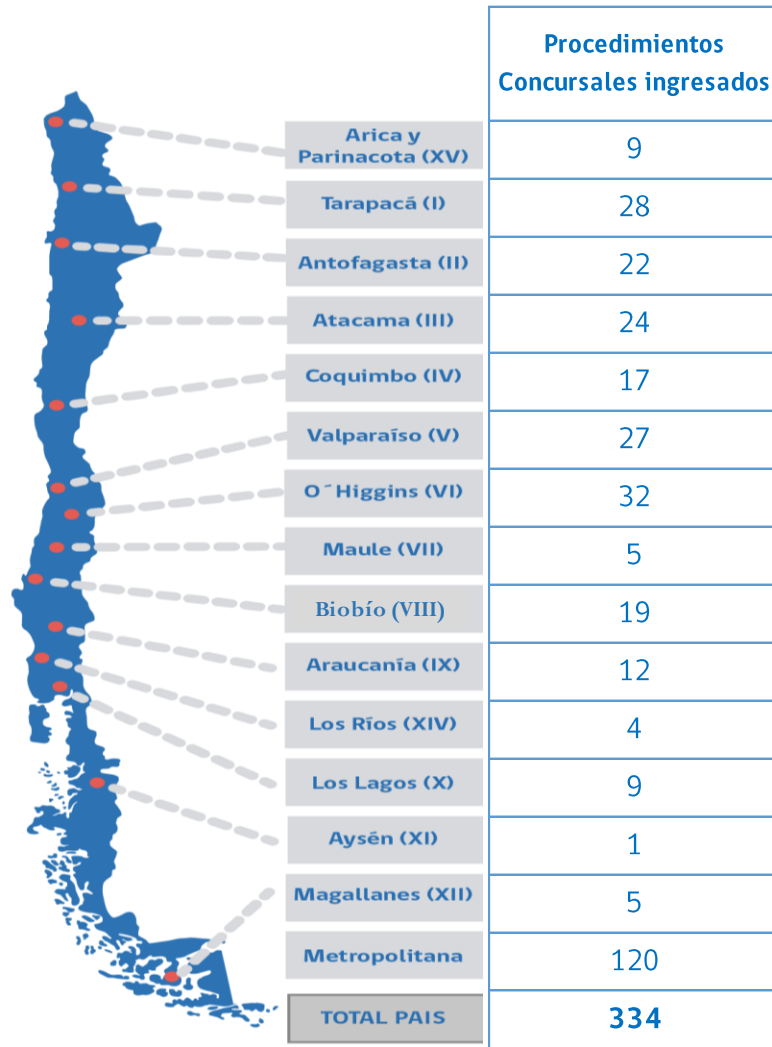 Procedimientos
Concursales ingresados
Arica y
Parinacota (XV)
9
Tarapacá (I)
28
Antofagasta (II)
22
Atacama (III)
24
Coquimbo (IV)
17
Valparaíso (V)
27
O´Higgins (VI)
32
Maule (VII)
5
Biobío (VIII)
19
Araucanía (IX)
12
Los Ríos (XIV)
4
Los Lagos (X)
9
Aysén (XI)
1
Magallanes (XII)
5
Metropolitana
120
TOTAL PAIS
334